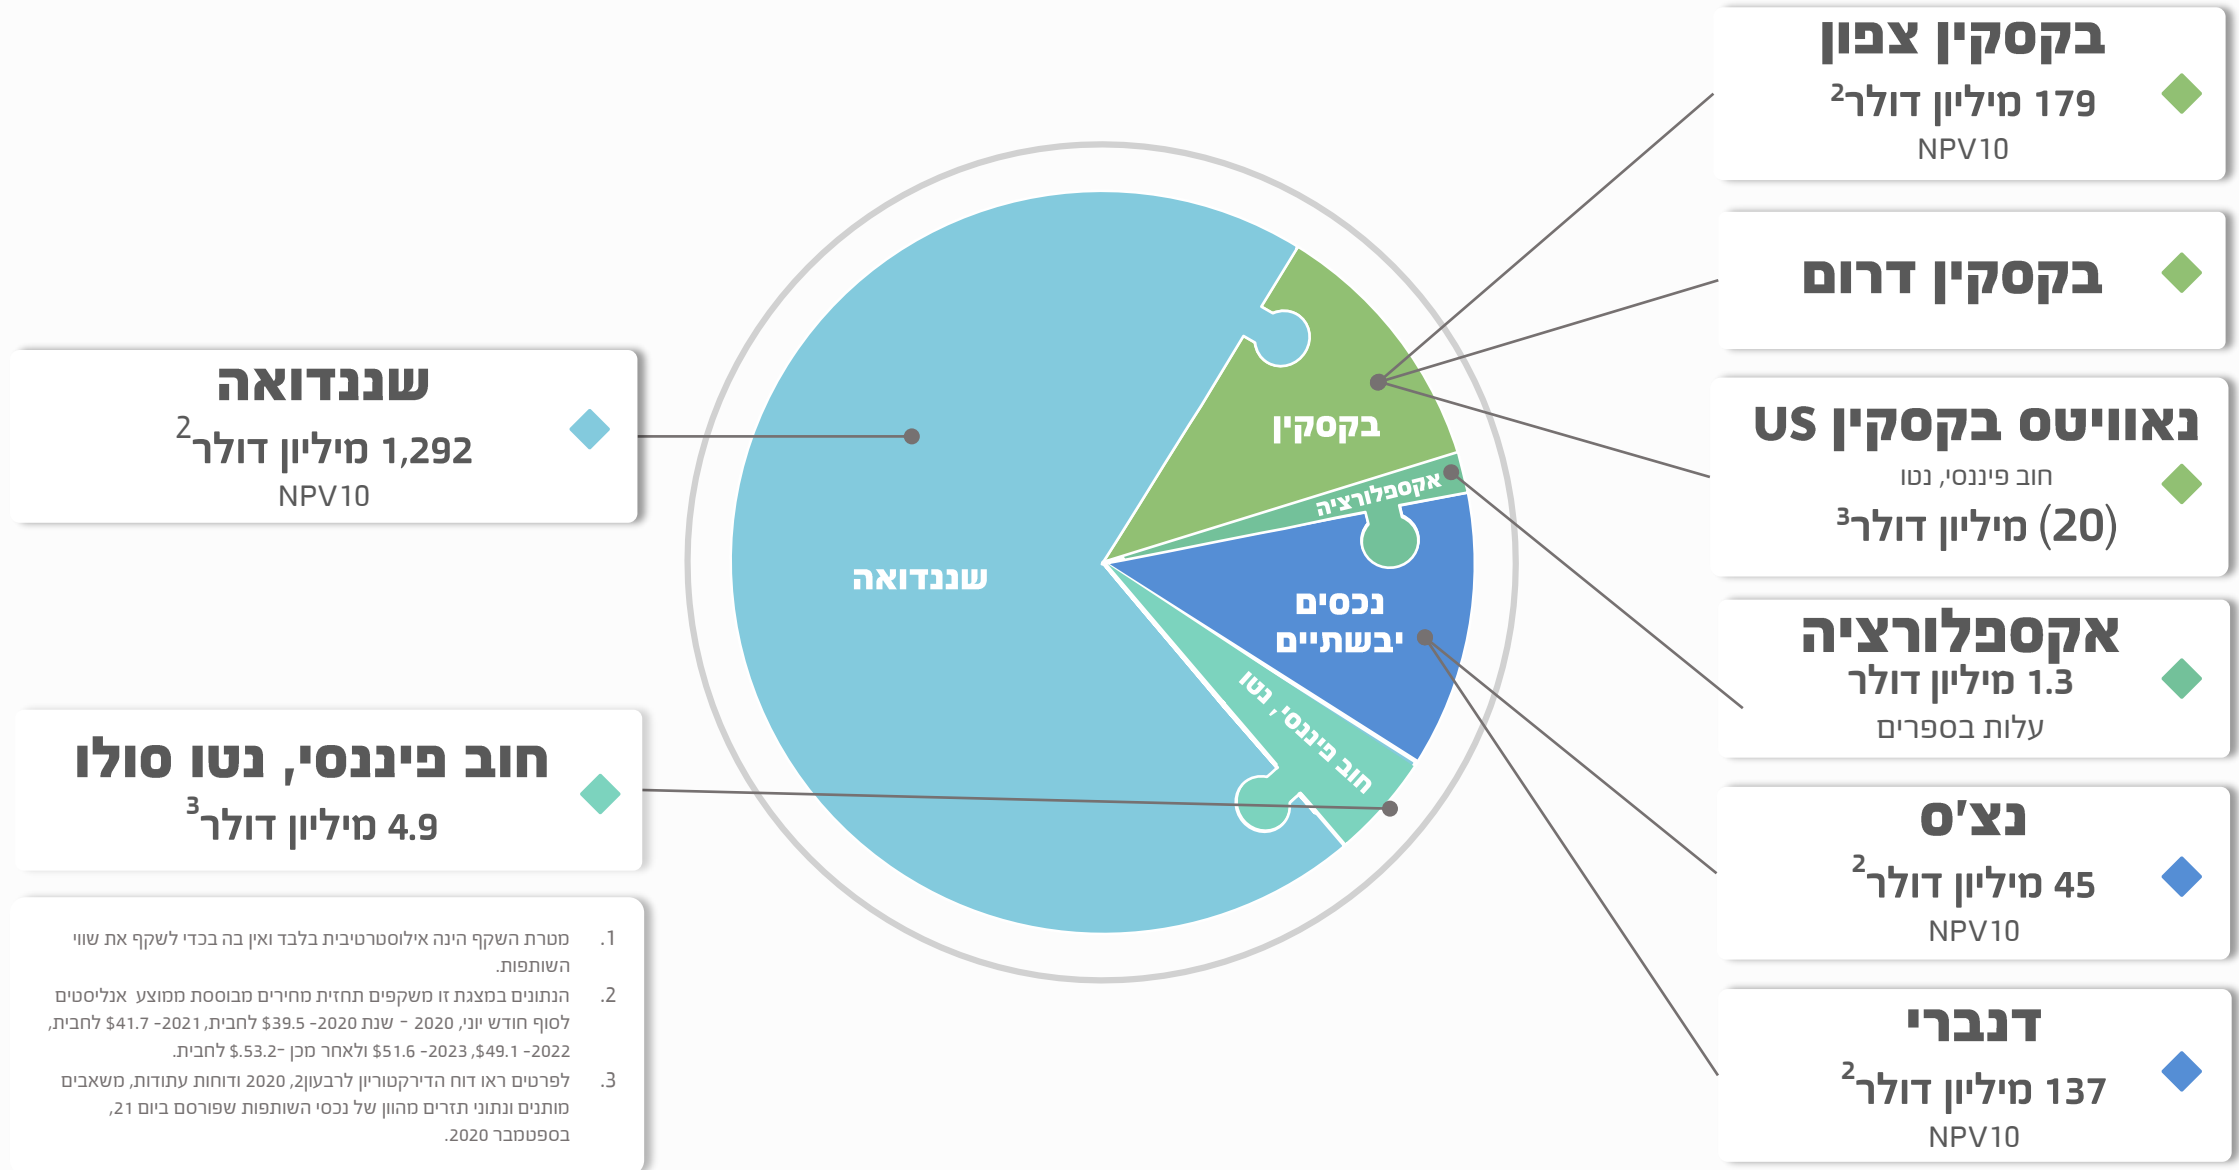 בקסקין צפון
179 מיליון דולר²
NPV10
בקסקין דרום
נאוויטס בקסקין US
חוב פיננסי, נטו
(20) מיליון דולר³
אקספלורציה
1.3 מיליון דולר
עלות בספרים
נצ'ס
45 מיליון דולר²
NPV10
דנברי
137 מיליון דולר²
NPV10
בקסקין
אקספלורציה
נכסים
יבשתיים
חוב פיננסי, נטו
שננדואה
שננדואה
1,292 מיליון דולר²
NPV10
חוב פיננסי, נטו סולו
4.9 מיליון דולר³
1. מטרת השקף הינה אילוסטרטיבית בלבד ואין בה בכדי לשקף את שווי
השותפות.
2. הנתונים במצגת זו משקפים תחזית מחירים מבוססת ממוצע אנליסטים
לסוף חודש יוני, 2020 - שנת 2020- 39.5$ לחבית, 2021- 41.7$ לחבית,
2022- 49.1$, 2023- 51.6$ ולאחר מכן -53.2.$ לחבית.
3. לפרטים ראו דוח הדירקטוריון לרבעון2, 2020 ודוחות עתודות, משאבים
מותנים ונתוני תזרים מהוון של נכסי השותפות שפורסם ביום 21,
בספטמבר 2020.